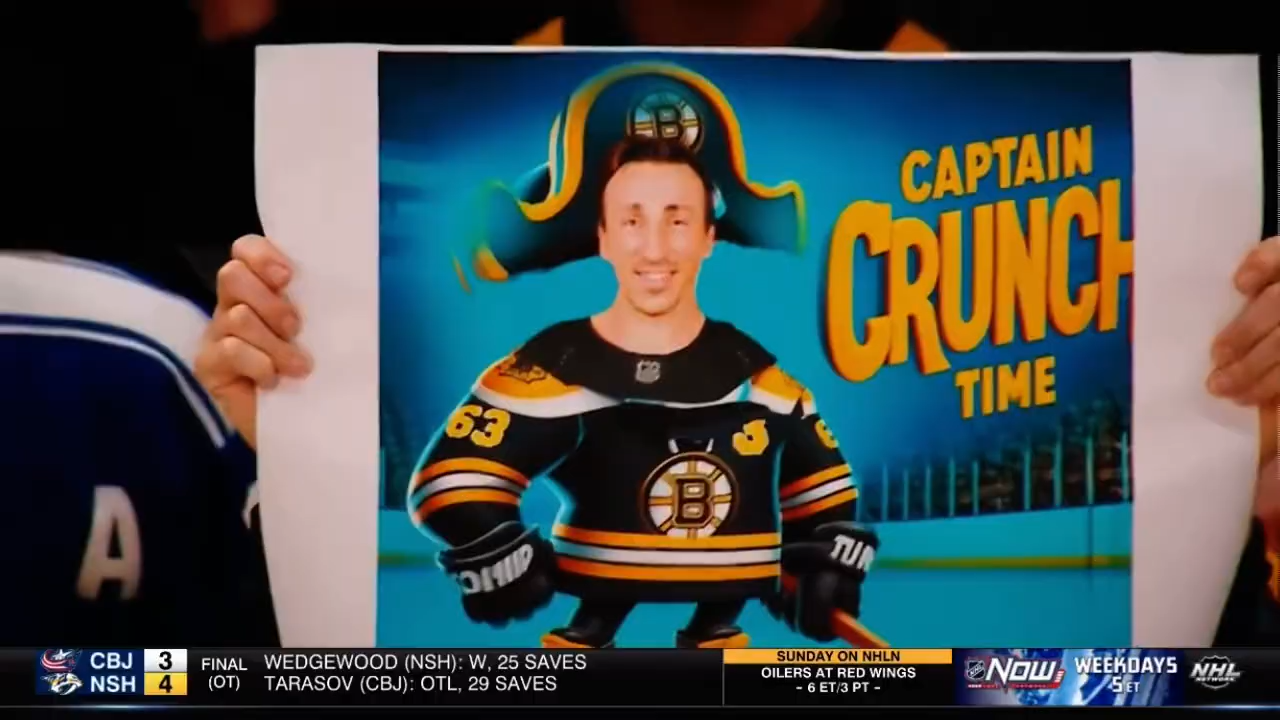 B
CAPTAIN
CRUNCH
TIME
63
B
A
CBJ 3
NSH 4
FINAL
(OT)
WEDGEWOOD (NSH): W, 25 SAVES
TARASOV (CBJ): OTL, 29 SAVES
SUNDAY ON NHLN
OILERS AT RED WINGS
- 6 ET/3 PT -
NOW
WEEKDAYS
5 ET
NHL
NETWORK